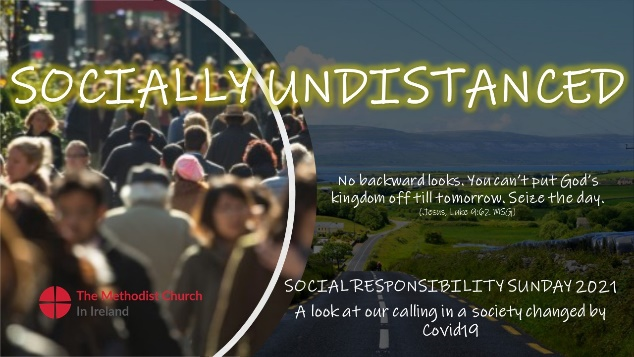 SOCIALLY UNDISTANCED
No backward looks. You can't put God's
kingdom off till tomorrow. Seize the day.
(Jesus, Luke 9:62 MSG)
SOCIAL RESPONSIBILITY SUNDAY 2021
A look at our calling in a society changed by
Covid19
The Methodist Church
In Ireland